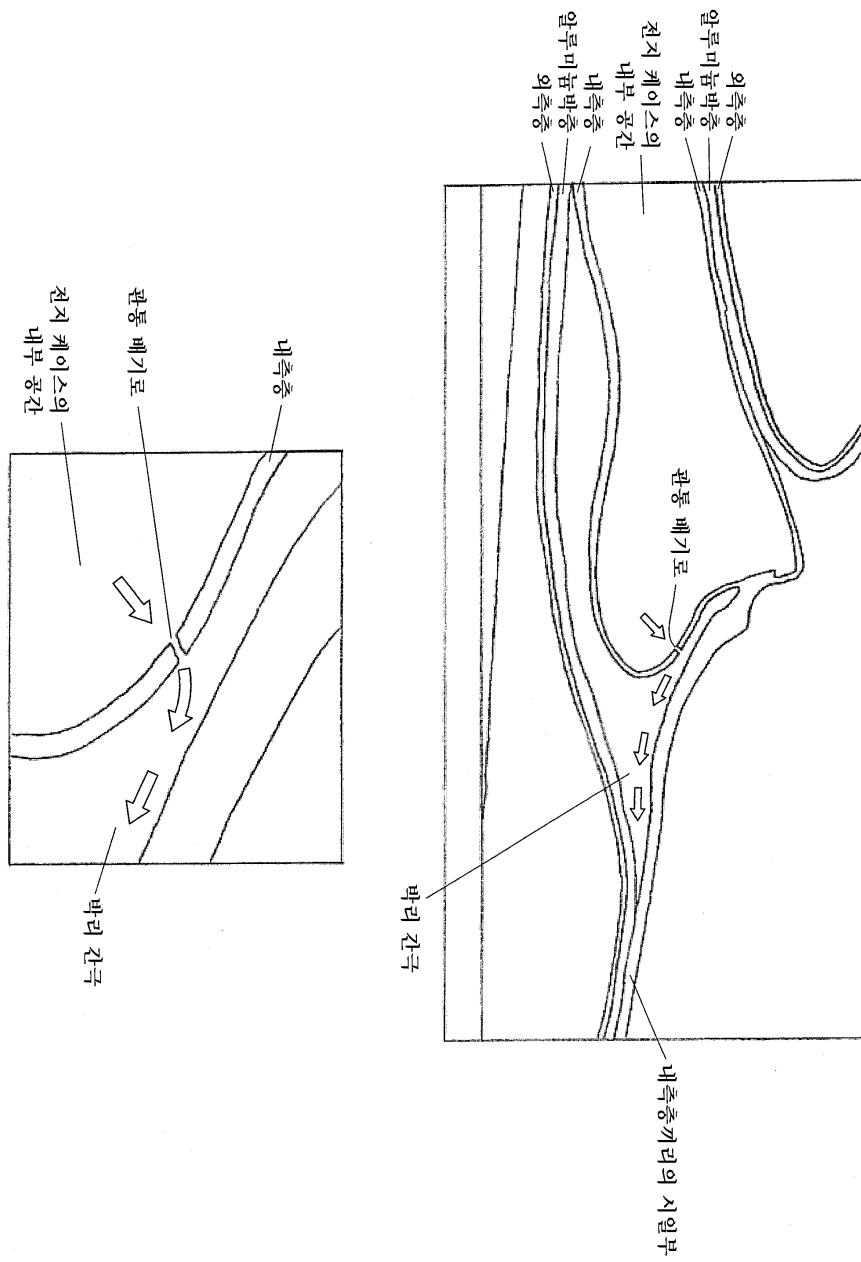 외측층
알루미늄박층
내측층
전지 케이스의
내부 공간
내측층
알루미늄박층
외측층
관통 배기로
내측층끼리의 시일부
박리 간극
내측층
관통 배기로
전지 케이스의
내부 공간
박리 간극